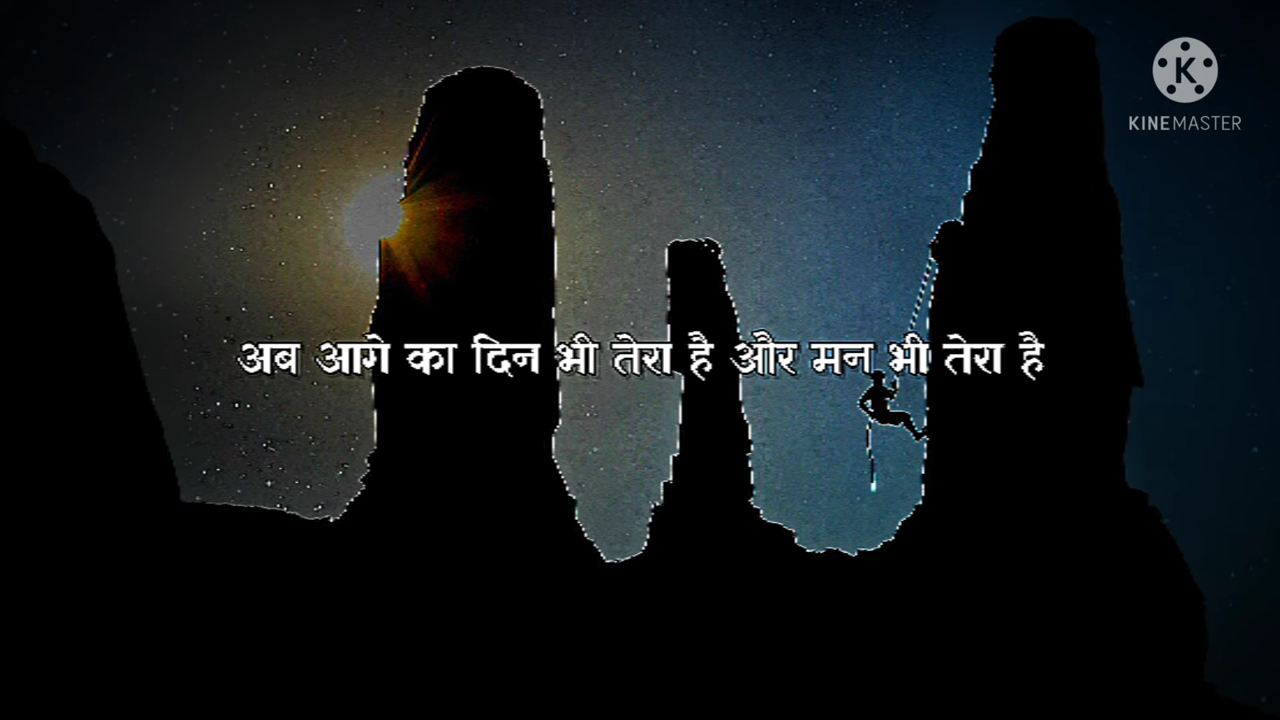 KINEMASTER
अब आगे का दिन भी तेरा है और मन भी तेरा है